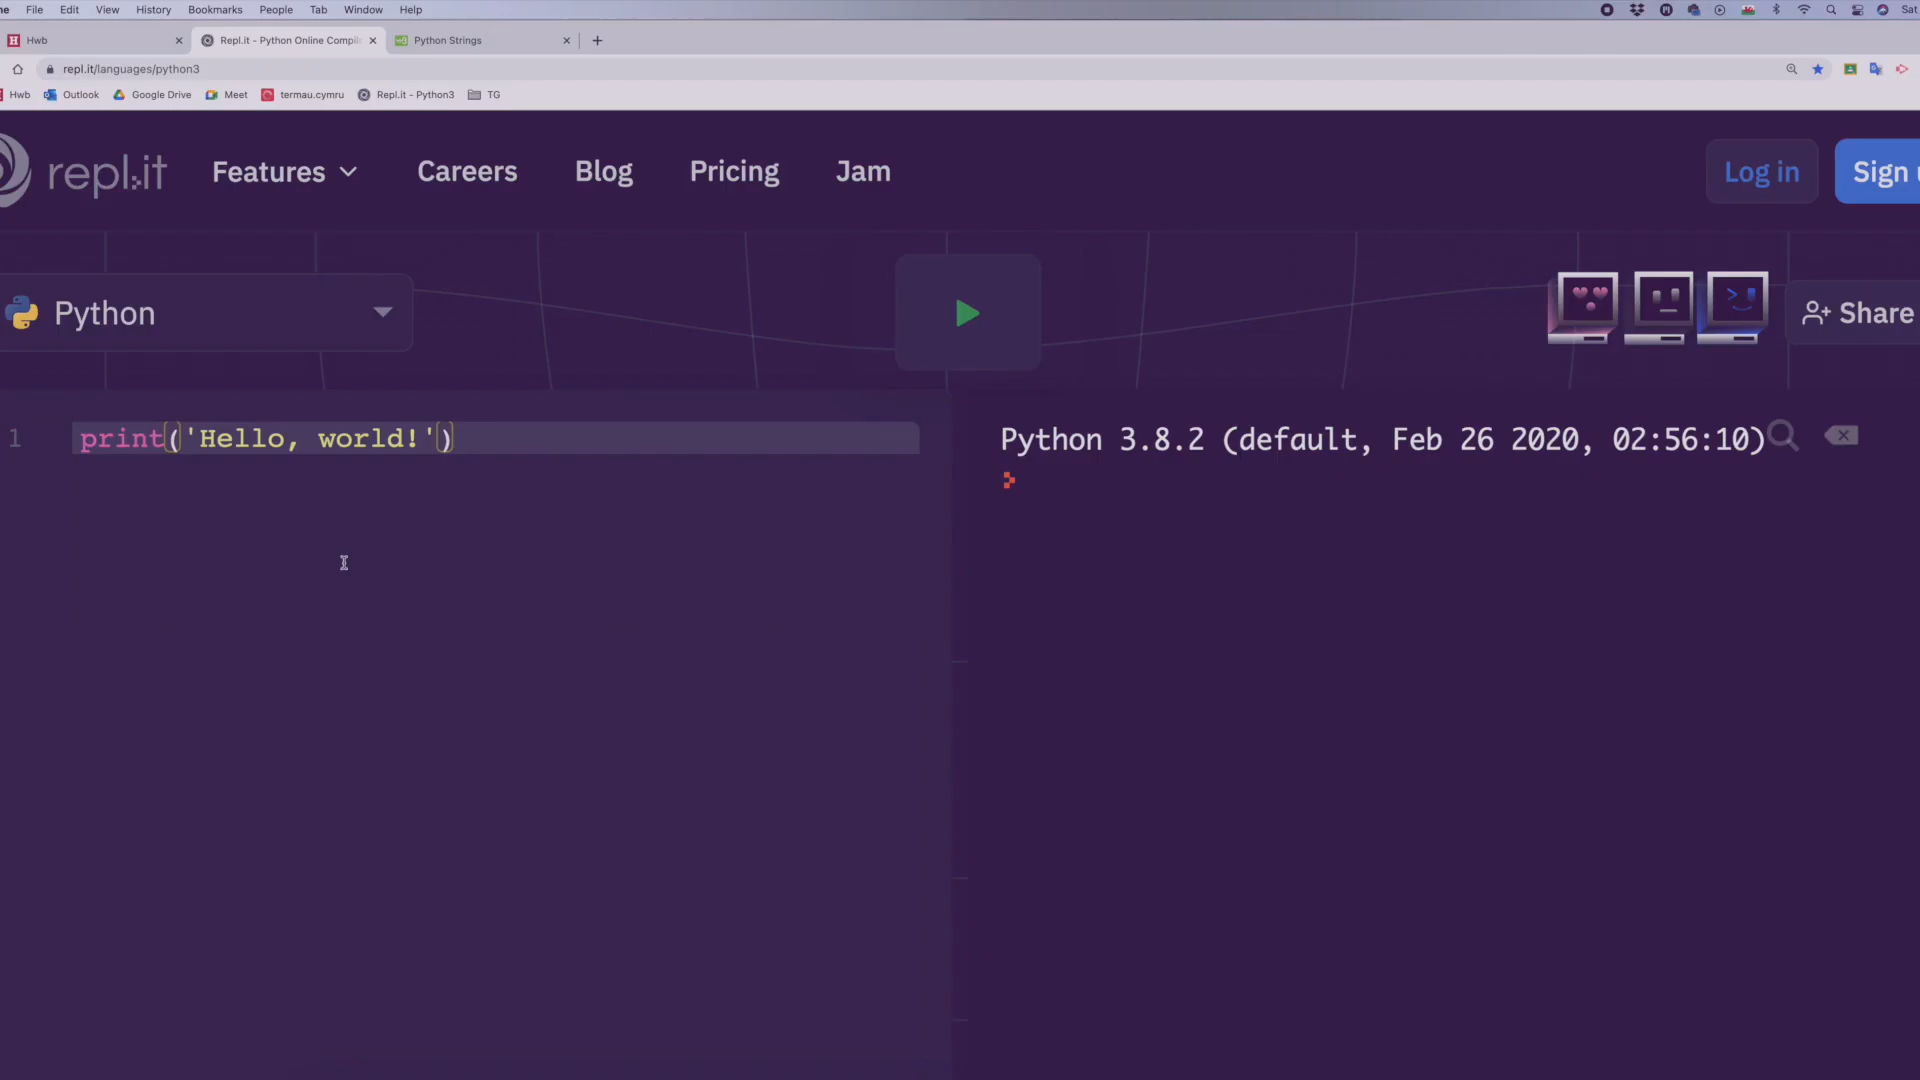 File Edit View History Bookmarks People Tab Window Help Sat
Hwb Repl.it - Python Online Compil Python Strings
repl.it/languages/python3
Hwb Outlook Google Drive Meet termau.cymru Repl.it - Python3 TG
repl.it Features Careers Blog Pricing Jam Log in Sign
Python Share
1 print('Hello, world!')
Python 3.8.2 (default, Feb 26 2020, 02:56:10)